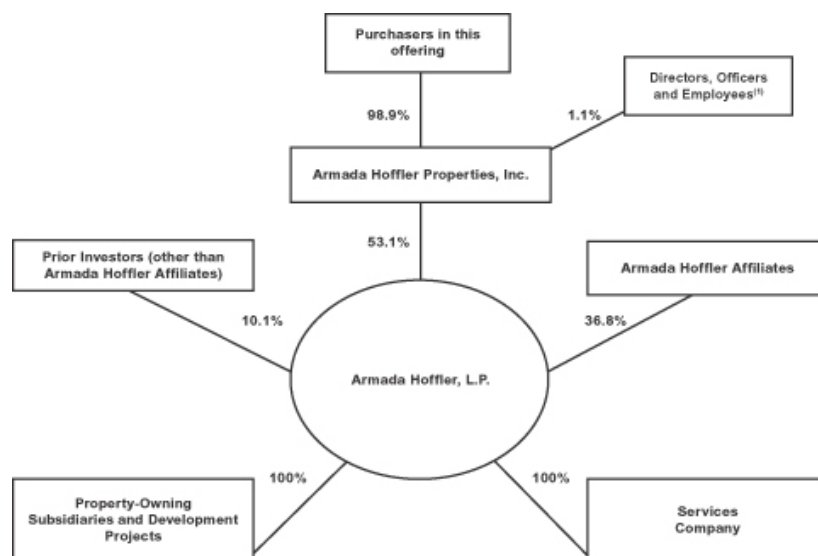 Purchasers in this
offering
Directors, Officers
and Employees(1)
98.9%
1.1%
Armada Hoffler Properties, Inc.
53.1%
Prior Investors (other than
Armada Hoffler Affiliates)
Armada Hoffler Affiliates
10.1%
36.8%
Armada Hoffler, L.P.
100%
100%
Property-Owning
Subsidiaries and Development
Projects
Services
Company